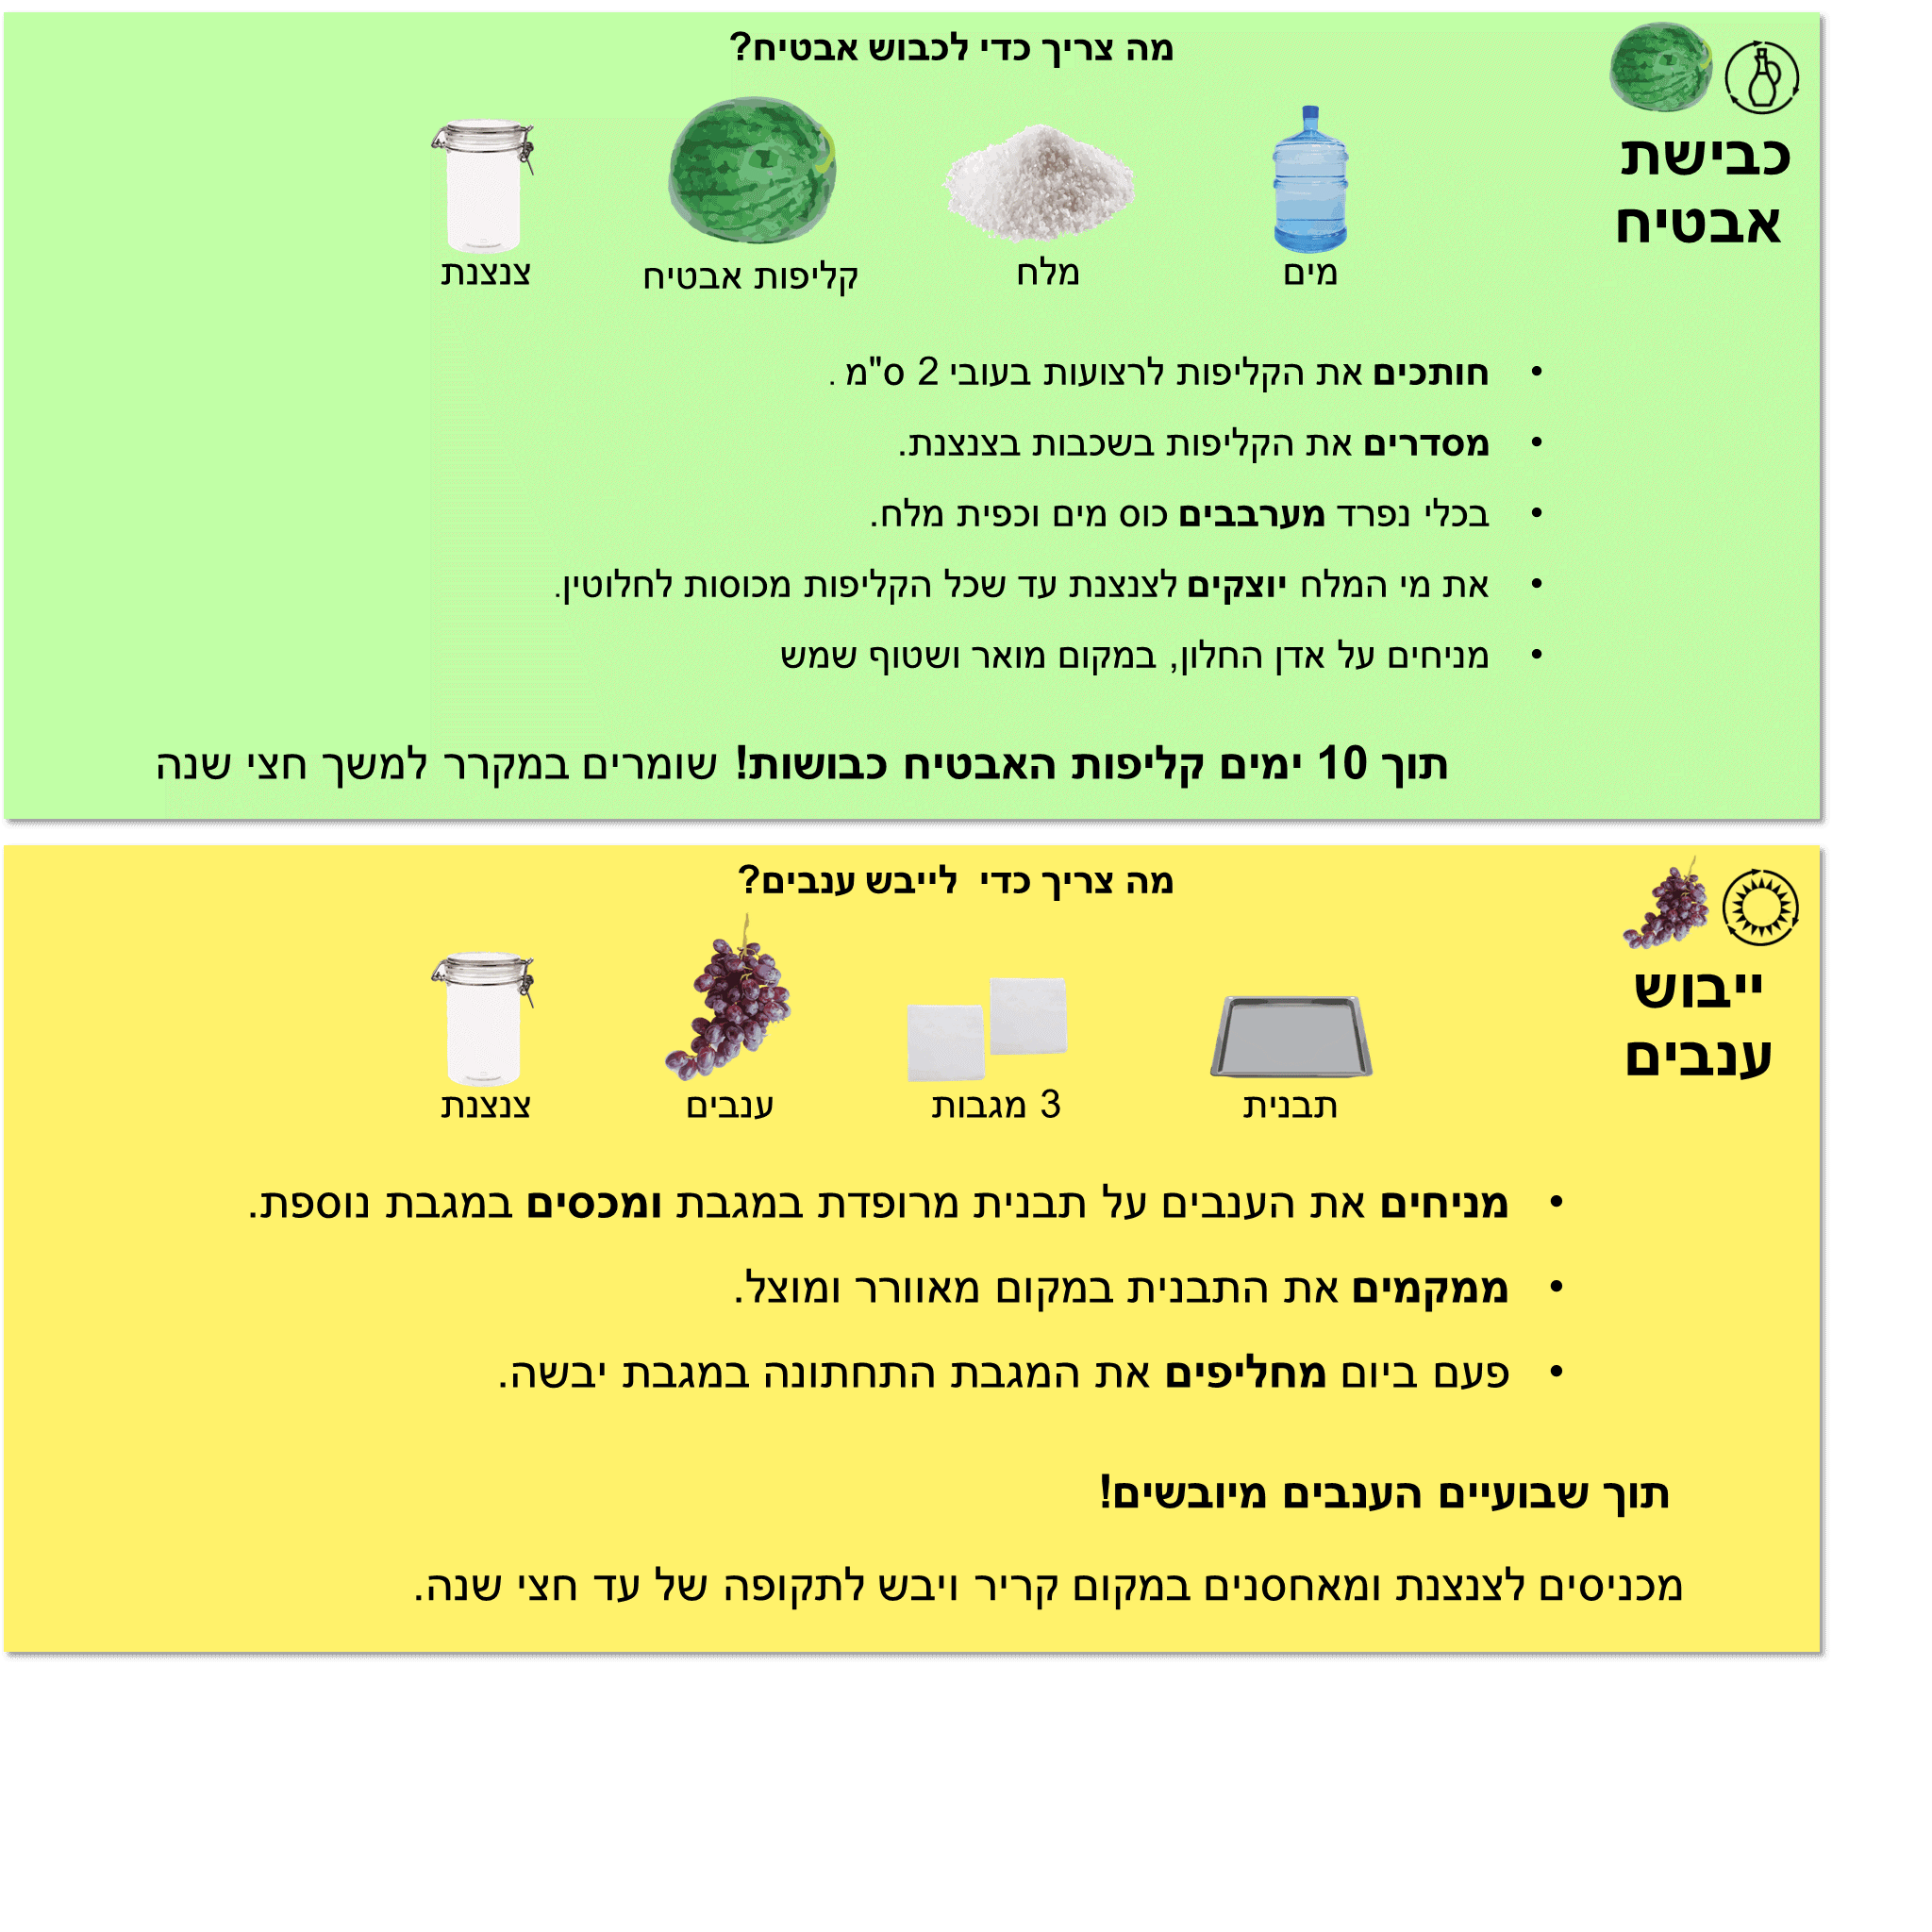 מה צריך כדי לכבוש אבטיח?
כבישת
אבטיח
מים
מלח
קליפות אבטיח
צנצנת
• חותכים את הקליפות לרצועות בעובי 2 ס"מ .
• מסדרים את הקליפות בשכבות בצנצנת.
• בכלי נפרד מערבבים כוס מים וכפית מלח.
• את מי המלח יוצקים לצנצנת עד שכל הקליפות מכוסות לחלוטין.
• מניחים על אדן החלון, במקום מואר ושטוף שמש
תוך 10 ימים קליפות האבטיח כבושות! שומרים במקרר למשך חצי שנה
מה צריך כדי לייבש ענבים?
ייבוש
ענבים
תבנית
3 מגבות
ענבים
צנצנת
• מניחים את הענבים על תבנית מרופדת במגבת ומכסים במגבת נוספת.
• ממקמים את התבנית במקום מאוורר ומוצל.
• פעם ביום מחליפים את המגבת התחתונה במגבת יבשה.
תוך שבועיים הענבים מיובשים!
מכניסים לצנצנת ומאחסנים במקום קריר ויבש לתקופה של עד חצי שנה.